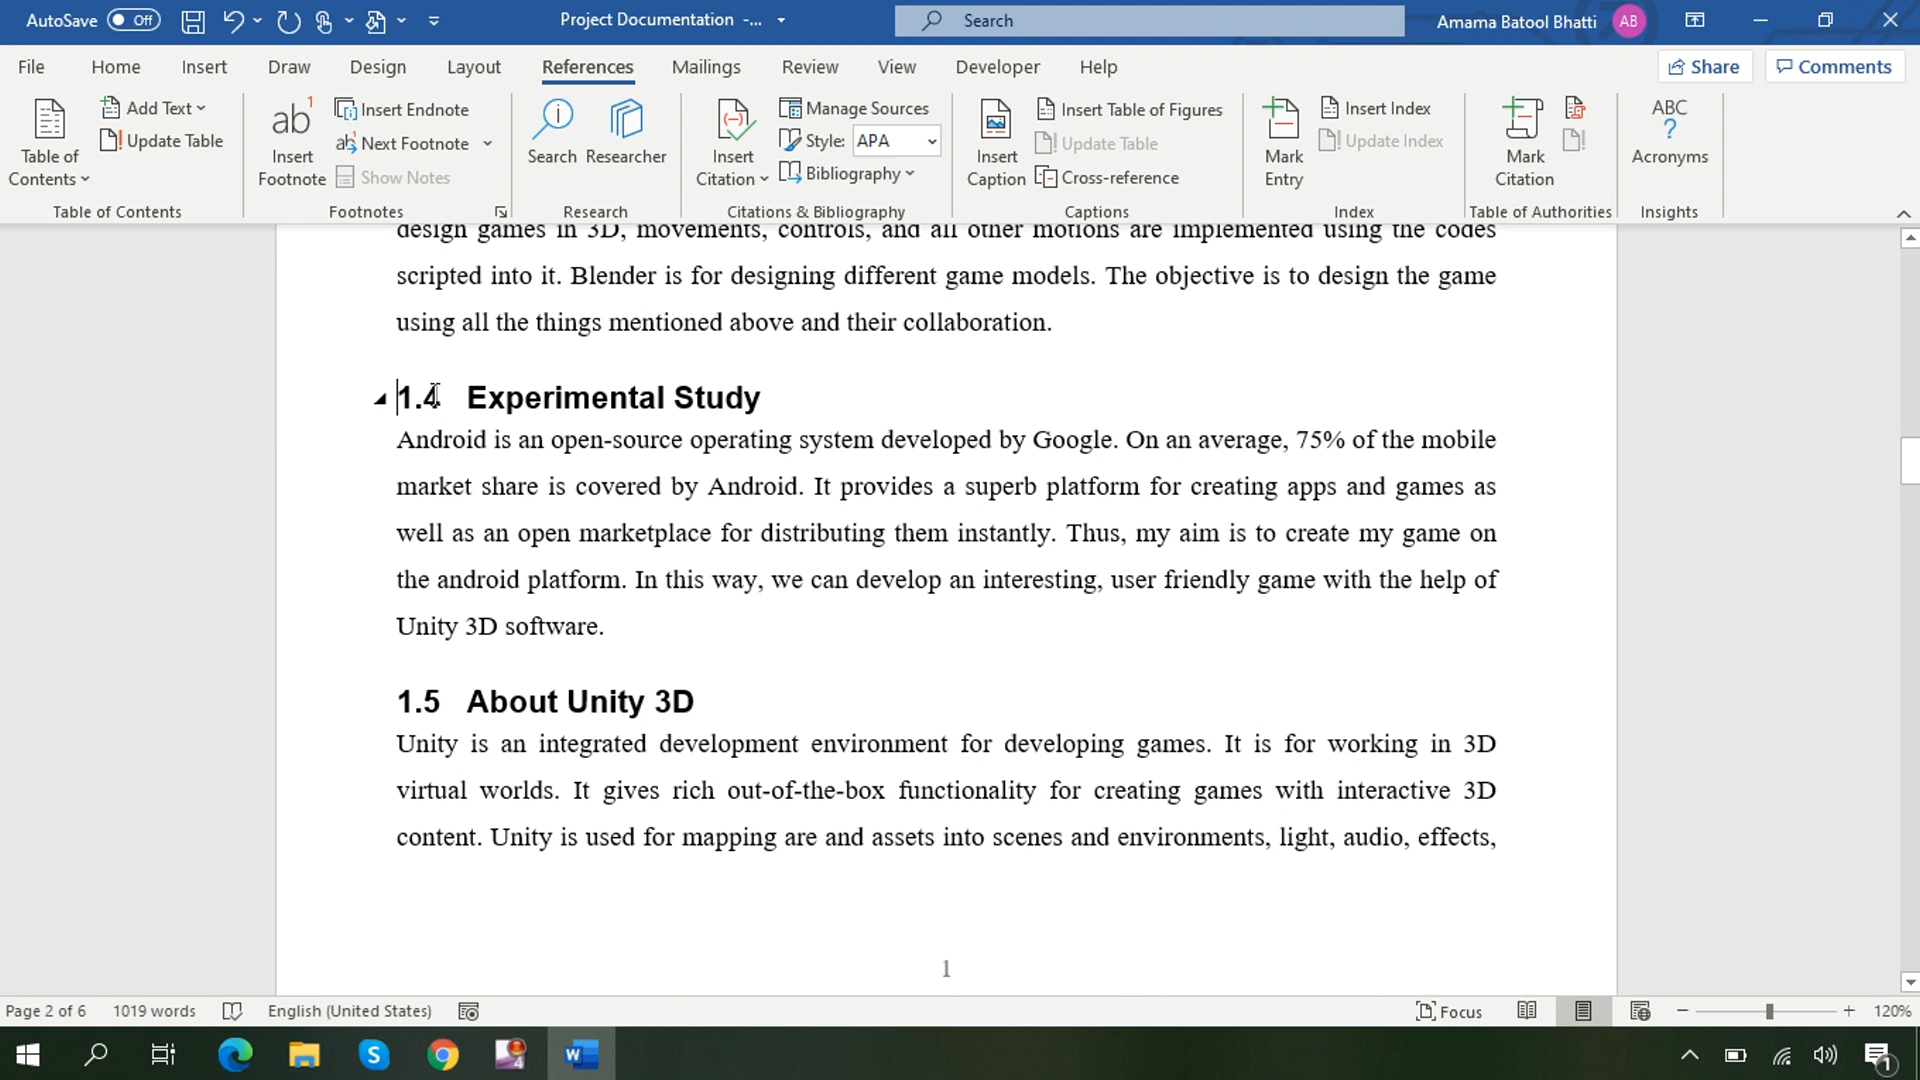 AutoSave Off Project Documentation -... Search Amama Batool Bhatti AB
File Home Insert Draw Design Layout References Mailings Review View Developer Help Share Comments
Table of Contents
Add Text
Update Table
Table of Contents
ab1
Insert Footnote
Insert Endnote
ab1 Next Footnote
Show Notes
Footnotes
Search
Researcher
Research
Insert Citation
Manage Sources
Style: APA
Bibliography
Citations & Bibliography
Insert Caption
Insert Table of Figures
Update Table
Cross-reference
Captions
Mark Entry
Insert Index
Update Index
Index
Mark Citation
Table of Authorities
ABC
?
Acronyms
Insights
design games in 3D, movements, controls, and all other motions are implemented using the codes
scripted into it. Blender is for designing different game models. The objective is to design the game
using all the things mentioned above and their collaboration.
1.4 Experimental Study
Android is an open-source operating system developed by Google. On an average, 75% of the mobile
market share is covered by Android. It provides a superb platform for creating apps and games as
well as an open marketplace for distributing them instantly. Thus, my aim is to create my game on
the android platform. In this way, we can develop an interesting, user friendly game with the help of
Unity 3D software.
1.5 About Unity 3D
Unity is an integrated development environment for developing games. It is for working in 3D
virtual worlds. It gives rich out-of-the-box functionality for creating games with interactive 3D
content. Unity is used for mapping are and assets into scenes and environments, light, audio, effects,
1
Page 2 of 6 1019 words English (United States) Focus 120%
4 1